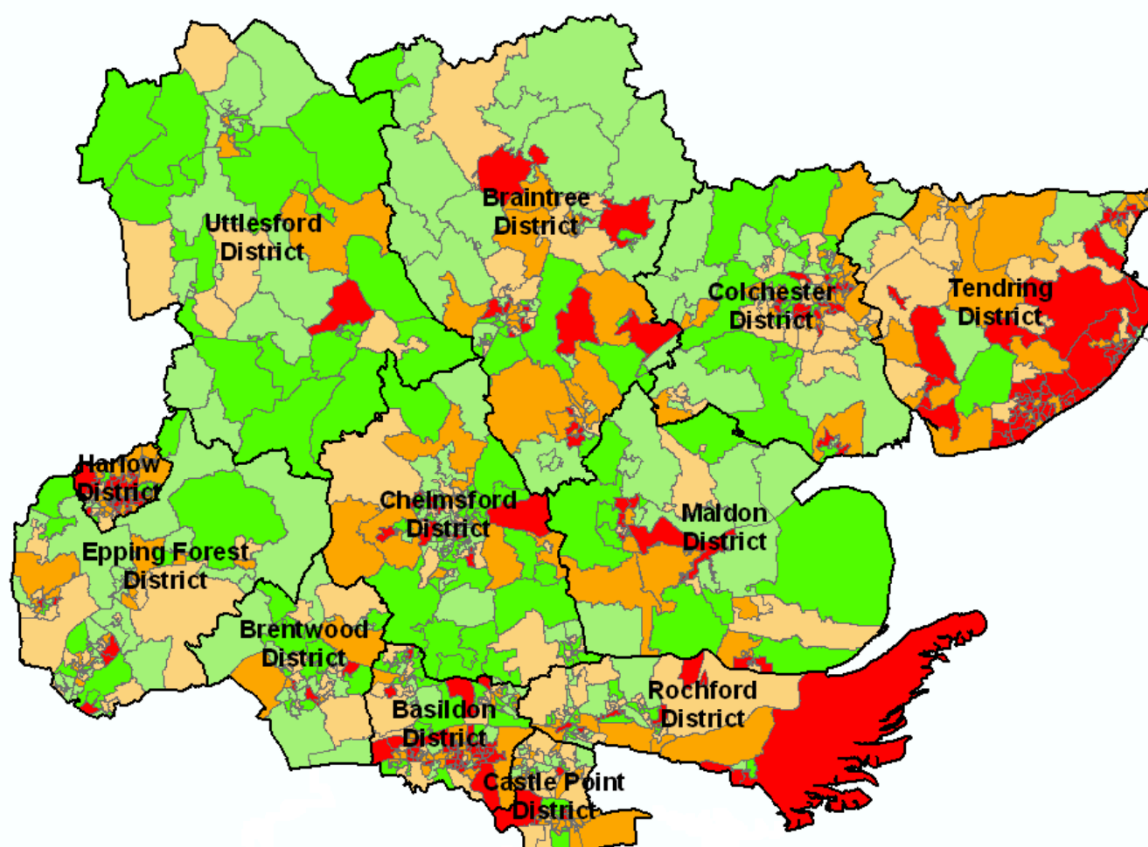 Braintree
District
Uttlesford
District
Colchester
District
Tendring
District
Harlow
District
Chelmsford
District
Maldon
District
Epping Forest
District
Brentwood
District
Rochford
District
Basildon
District
Castle Point
District